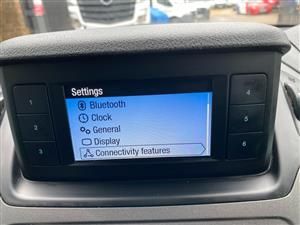 Settings
Bluetooth
Clock
General
Display
Connectivity features
1
2
3
4
5
6